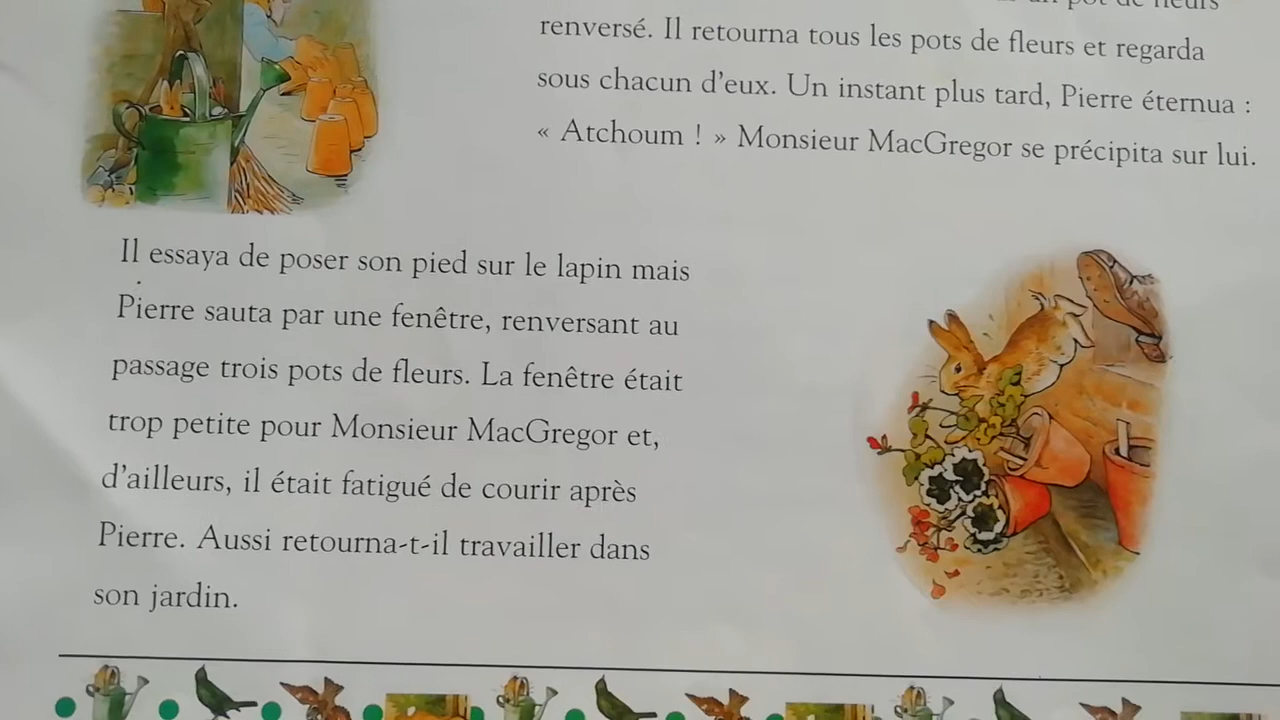 pot de fleurs
renversé. Il retourna tous les pots de fleurs et regarda
sous chacun d'eux. Un instant plus tard, Pierre éternua :
« Atchoum ! » Monsieur MacGregor se précipita sur lui.
Il essaya de poser son pied sur le lapin mais
Pierre sauta par une fenêtre, renversant au
passage trois pots de fleurs. La fenêtre était
trop petite pour Monsieur MacGregor et,
d'ailleurs, il était fatigué de courir après
Pierre. Aussi retourna-t-il travailler dans
son jardin.